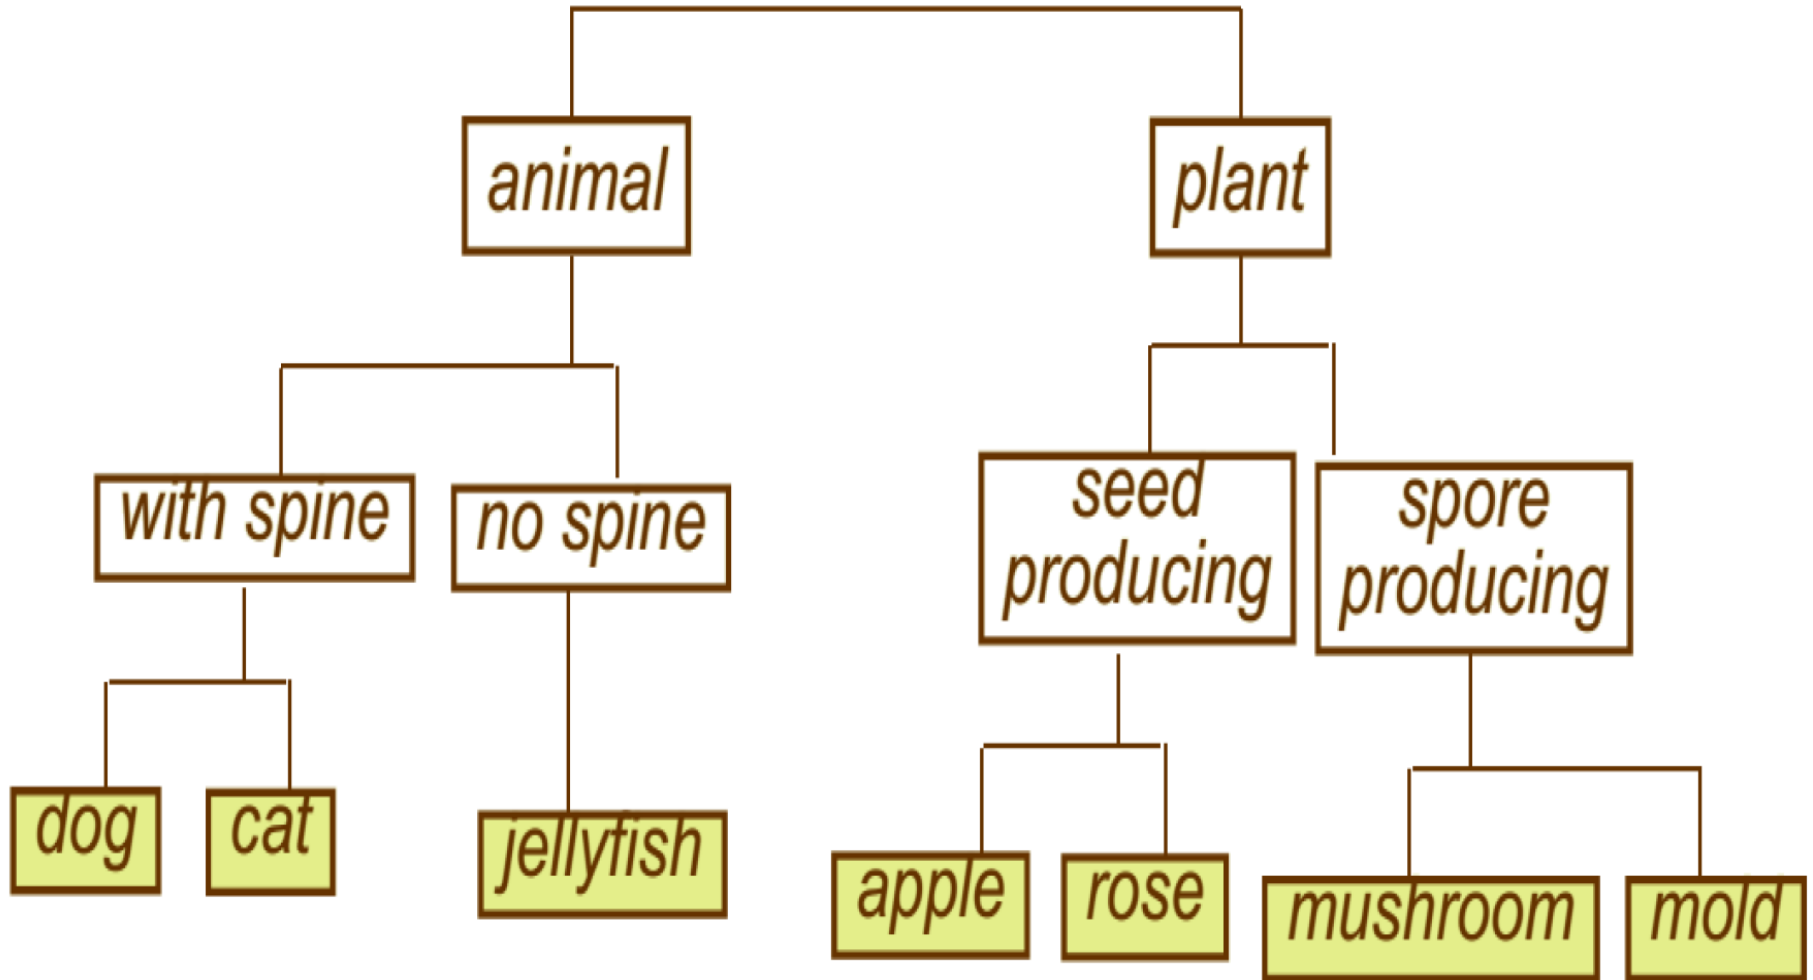 animal
plant
with spine
no spine
seed
producing
spore
producing
dog
cat
jellyfish
apple
rose
mushroom
mold